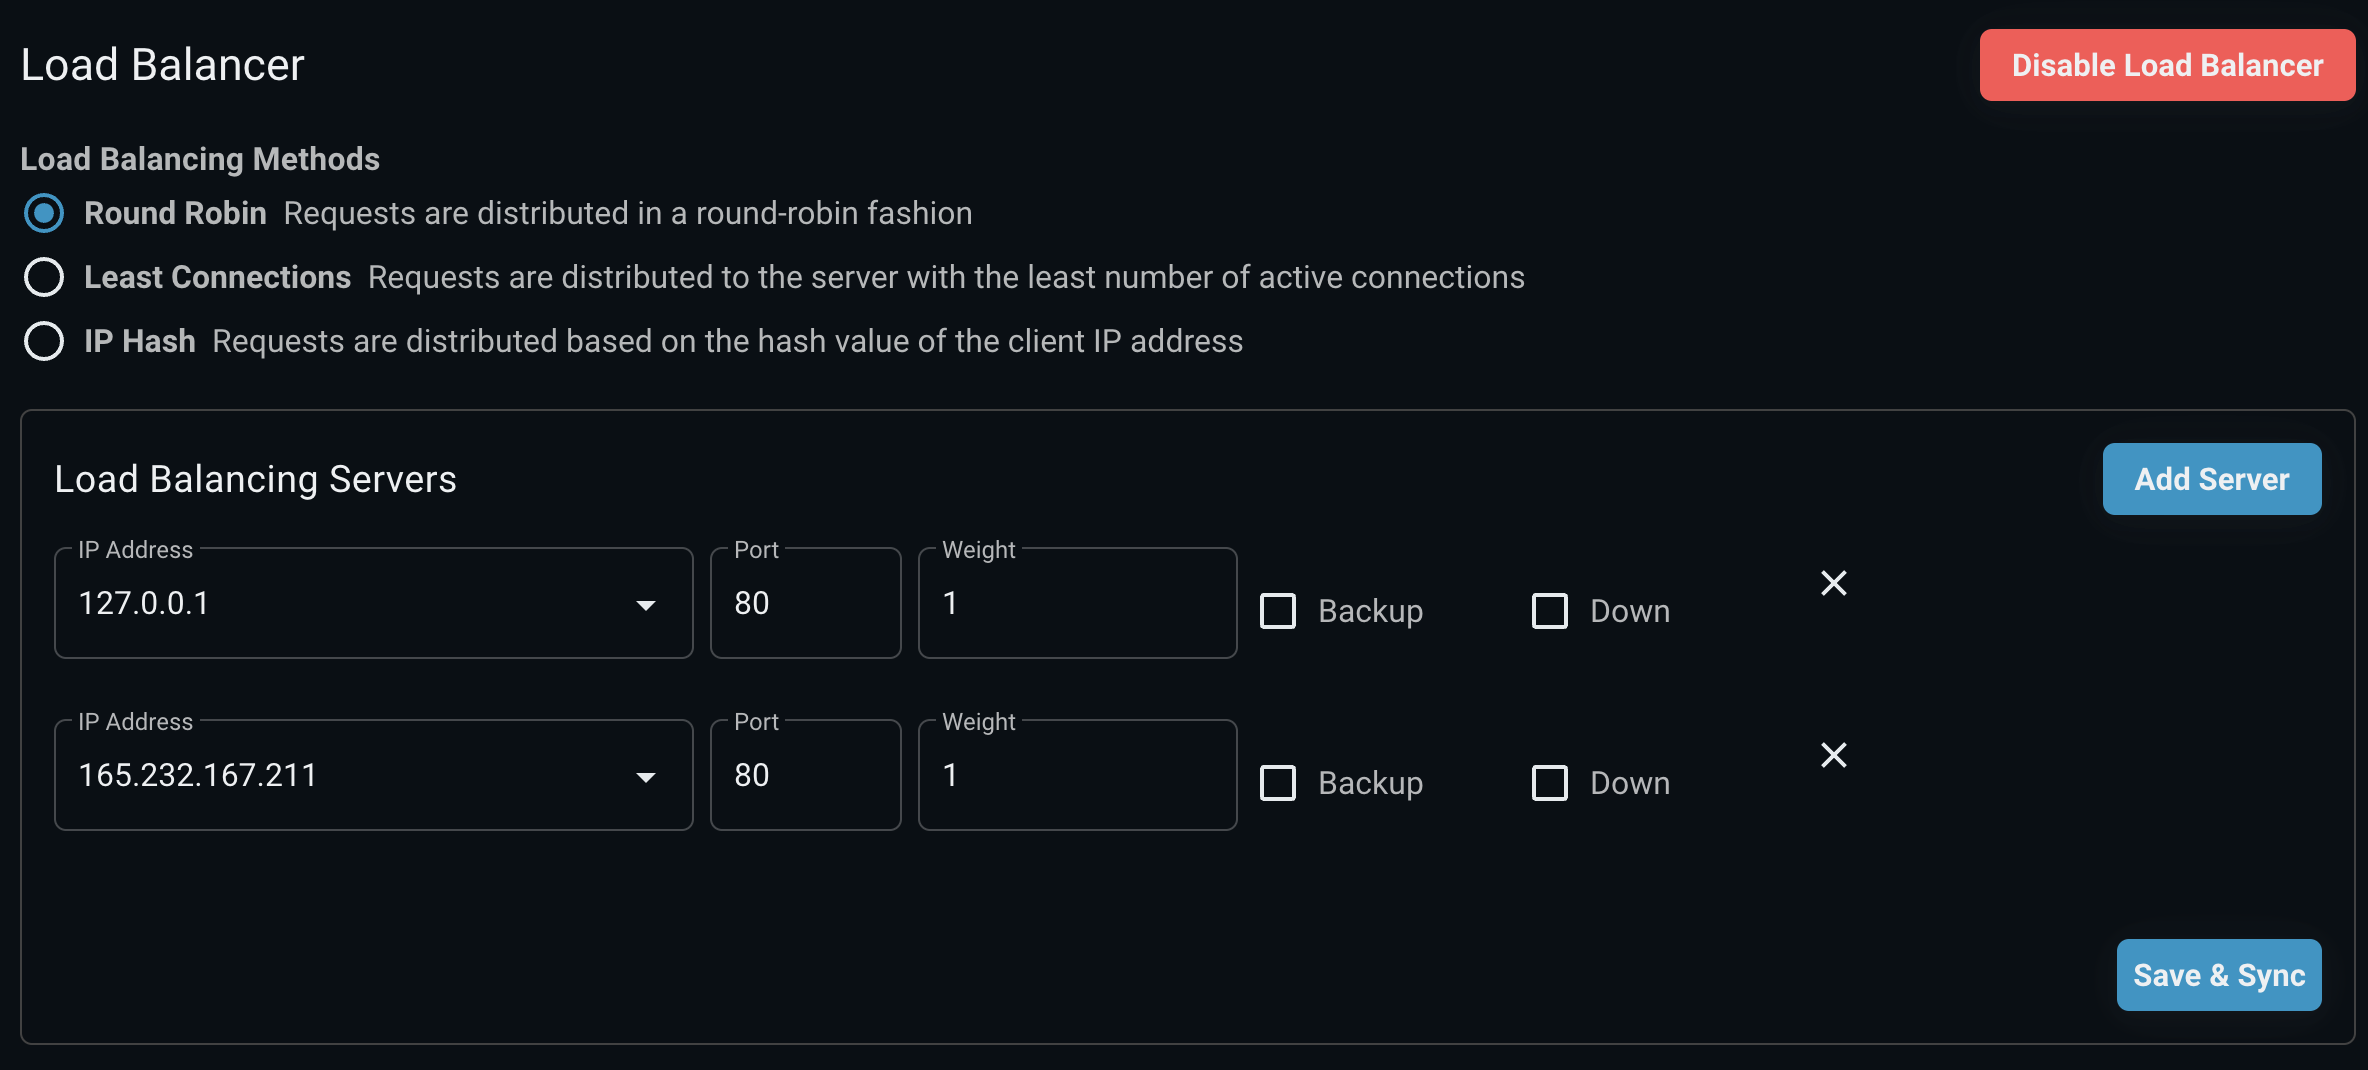 Load Balancer
Disable Load Balancer
Load Balancing Methods
Round Robin Requests are distributed in a round-robin fashion
Least Connections Requests are distributed to the server with the least number of active connections
IP Hash Requests are distributed based on the hash value of the client IP address
Load Balancing Servers
Add Server
IP Address Port Weight
127.0.0.1 80 1 Backup Down
IP Address Port Weight
165.232.167.211 80 1 Backup Down
Save & Sync